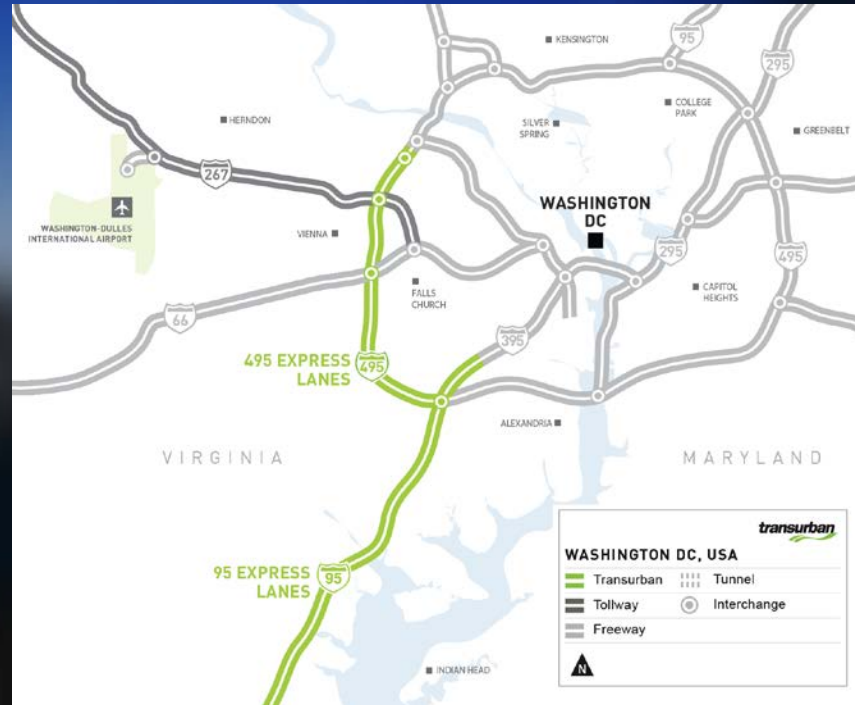 KENSINGTON
95
295
HERNDON
COLLEGE
PARK
SILVER
SPRING
GREENBELT
267
WASHINGTON
DC
WASHINGTON-DULLES
INTERNATIONAL AIRPORT
VIENNA
295
495
FALLS
CHURCH
CAPITOL
HEIGHTS
66
395
495 EXPRESS
LANES
495
ALEXANDRIA
VIRGINIA
MARYLAND
transurban
WASHINGTON DC, USA
Transurban
Tunnel
Tollway
Interchange
Freeway
N
95 EXPRESS
LANES
95
INDIAN HEAD